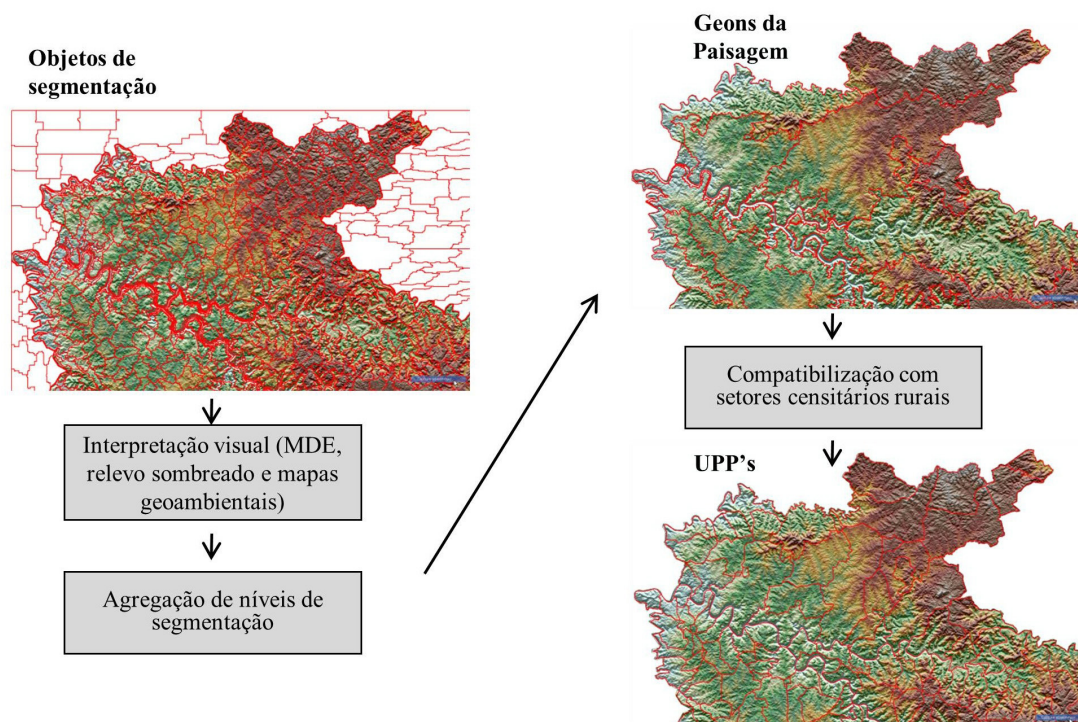 Objetos de
segmentação
Interpretação visual (MDE,
relevo sombreado e mapas
geoambientais)
Agregação de níveis de
segmentação
Geons da
Paisagem
Compatibilização com
setores censitários rurais
UPP's